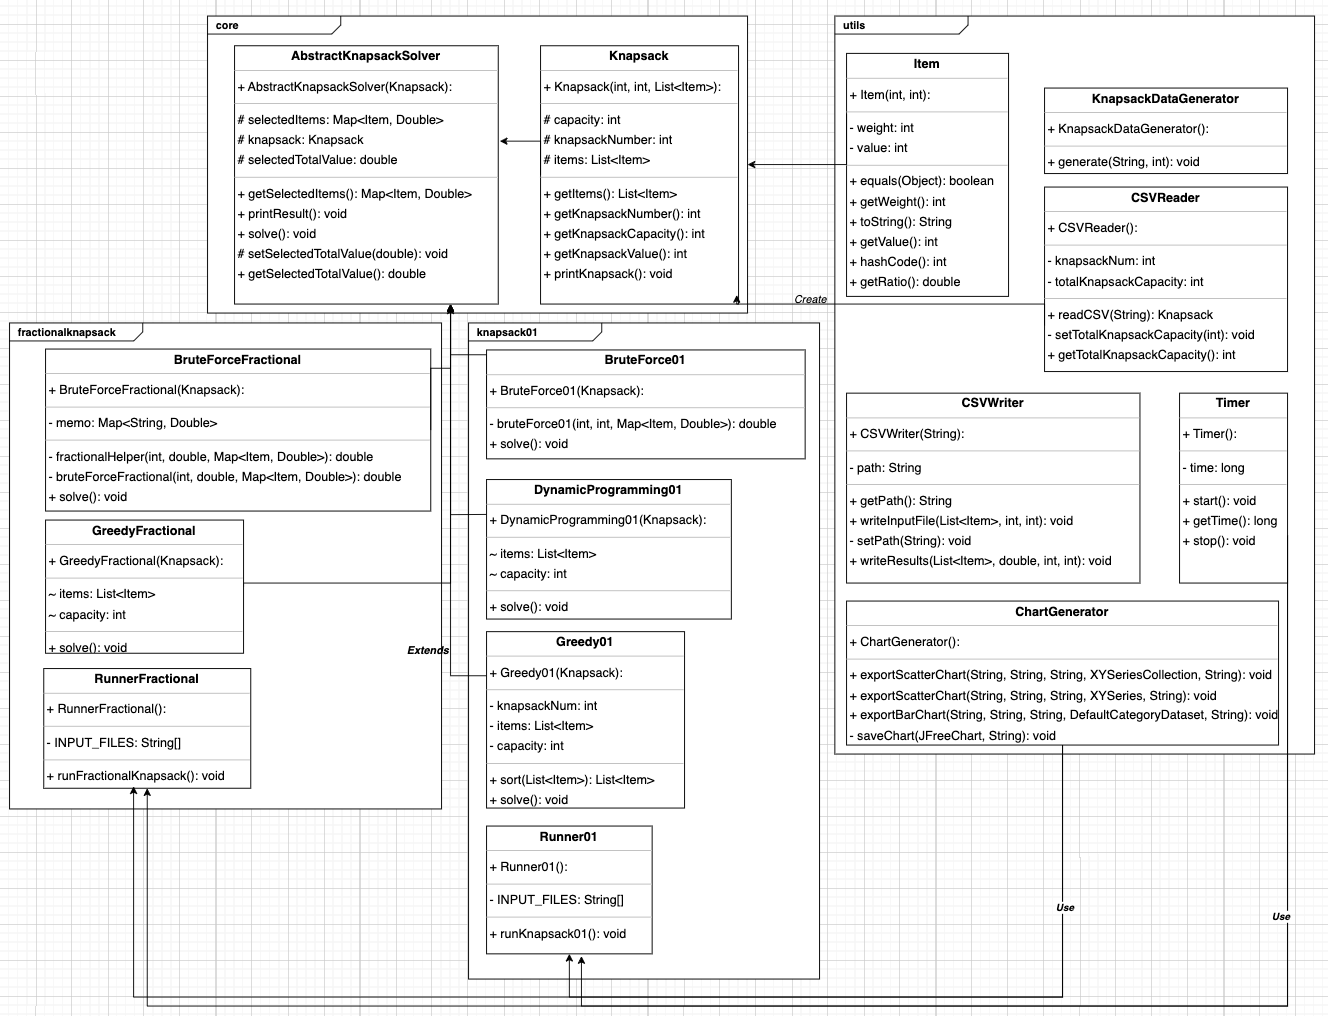 core
AbstractKnapsackSolver
+ AbstractKnapsackSolver(Knapsack):
# selectedItems: Map<Item, Double>
# knapsack: Knapsack
# selectedTotalValue: double
+ getSelectedItems(): Map<Item, Double>
+ printResult(): void
+ solve(): void
# setSelectedTotalValue(double): void
+ getSelectedTotalValue(): double
Knapsack
+ Knapsack(int, int, List<Item>):
# capacity: int
# knapsackNumber: int
# items: List<Item>
+ getItems(): List<Item>
+ getKnapsackNumber(): int
+ getKnapsackCapacity(): int
+ getKnapsackValue(): int
+ printKnapsack(): void
utils
Item
+ Item(int, int):
- weight: int
- value: int
+ equals(Object): boolean
+ getWeight(): int
+ toString(): String
+ getValue(): int
+ hashCode(): int
+ getRatio(): double
KnapsackDataGenerator
+ KnapsackDataGenerator():
+ generate(String, int): void
CSVReader
+ CSVReader():
- knapsackNum: int
- totalKnapsackCapacity: int
+ readCSV(String): Knapsack
- setTotalKnapsackCapacity(int): void
+ getTotalKnapsackCapacity(): int
Create
CSVWriter
+ CSVWriter(String):
- path: String
+ getPath(): String
+ writeInputFile(List<Item>, int, int): void
- setPath(String): void
+ writeResults(List<Item>, double, int, int): void
Timer
+ Timer():
- time: long
+ start(): void
+ getTime(): long
+ stop(): void
ChartGenerator
+ ChartGenerator():
+ exportScatterChart(String, String, String, XYSeriesCollection, String): void
+ exportScatterChart(String, String, String, XYSeries, String): void
+ exportBarChart(String, String, String, DefaultCategoryDataset, String): void
- saveChart(JFreeChart, String): void
fractionalknapsack
BruteForceFractional
+ BruteForceFractional(Knapsack):
- memo: Map<String, Double>
- fractionalHelper(int, double, Map<Item, Double>): double
- bruteForceFractional(int, double, Map<Item, Double>): double
+ solve(): void
GreedyFractional
+ GreedyFractional(Knapsack):
~ items: List<Item>
~ capacity: int
+ solve(): void
RunnerFractional
+ RunnerFractional():
- INPUT_FILES: String[]
+ runFractionalKnapsack(): void
Extends
knapsack01
BruteForce01
+ BruteForce01(Knapsack):
- bruteForce01(int, int, Map<Item, Double>): double
+ solve(): void
DynamicProgramming01
+ DynamicProgramming01(Knapsack):
~ items: List<Item>
~ capacity: int
+ solve(): void
Greedy01
+ Greedy01(Knapsack):
- knapsackNum: int
- items: List<Item>
- capacity: int
+ sort(List<Item>): List<Item>
+ solve(): void
Runner01
+ Runner01():
- INPUT_FILES: String[]
+ runKnapsack01(): void
Use
Use